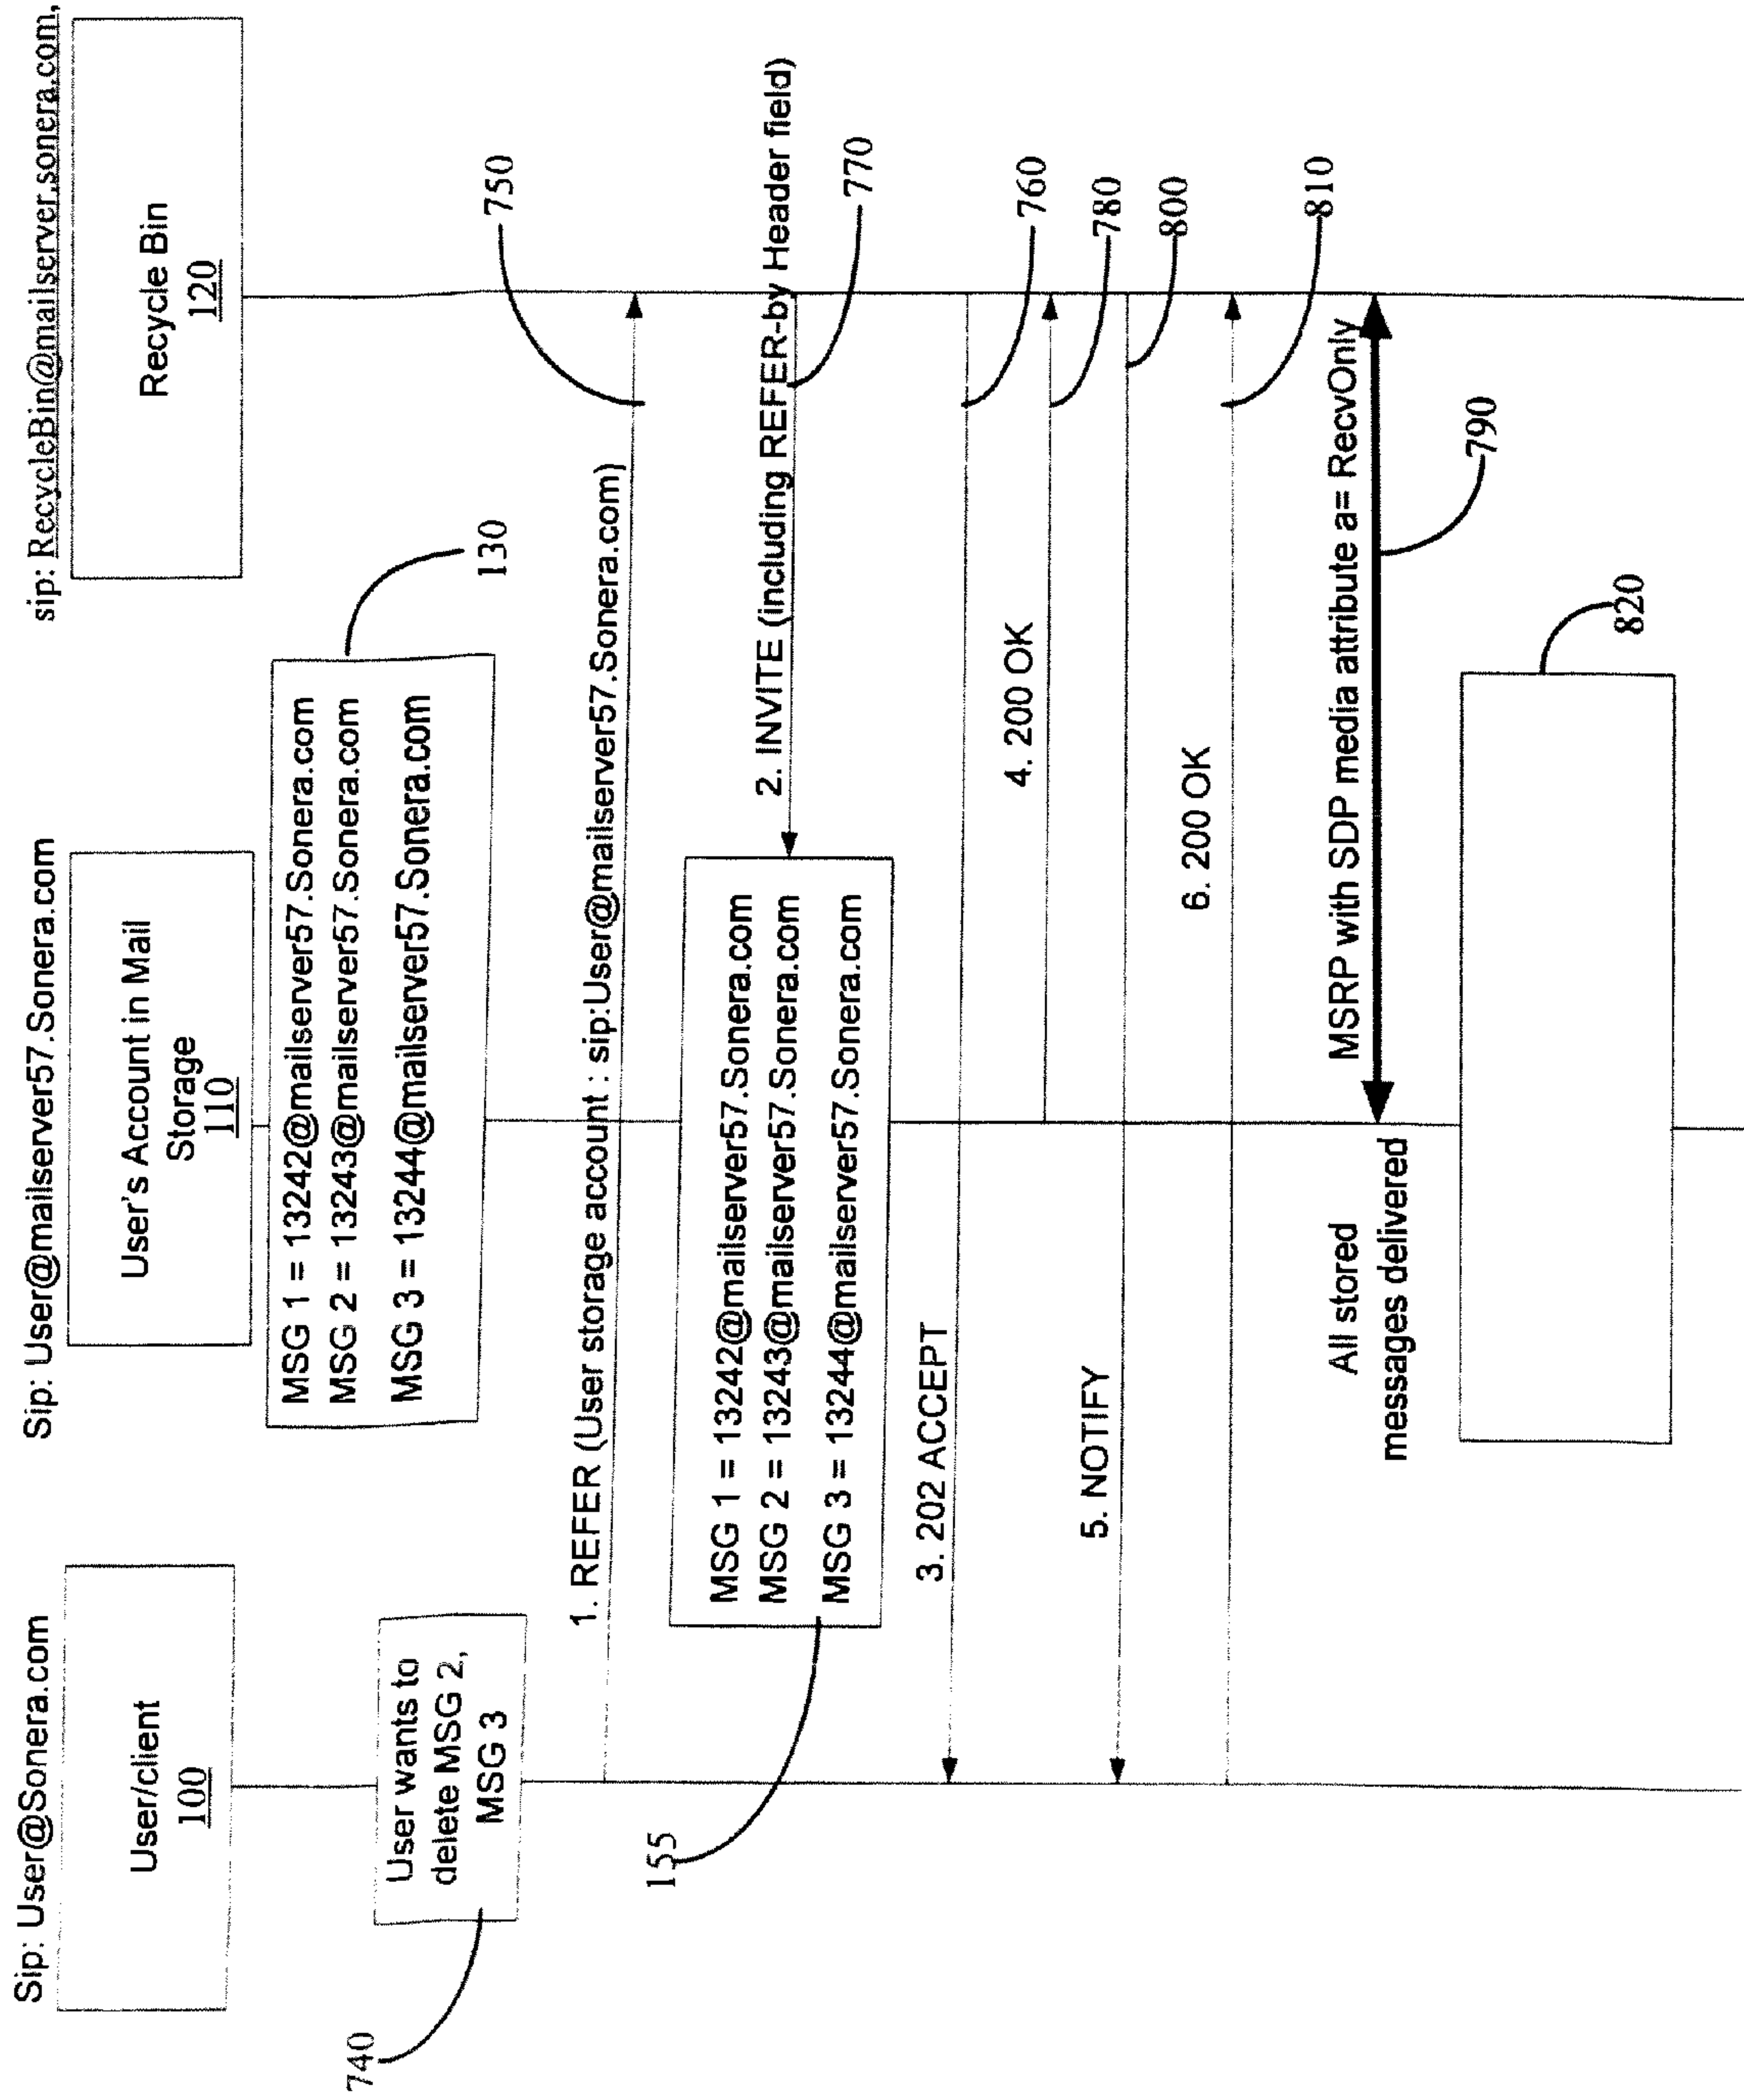 Sip: User@Sonera.com
User/client
100
Sip: User@mailserver57.Sonera.com
User's Account in Mail
Storage
110
sip: RecycleBin@mailserver.sonera.com,
Recycle Bin
120
MSG 1 = 13242@mailserver57.Sonera.com
MSG 2 = 13243@mailserver57.Sonera.com
MSG 3 = 13244@mailserver57.Sonera.com
130
User wants to
delete MSG 2,
MSG 3
740
1. REFER (User storage account : sip:User@mailserver57.Sonera.com)
750
2. INVITE (including REFER-by Header field)
770
MSG 1 = 13242@mailserver57.Sonera.com
MSG 2 = 13243@mailserver57.Sonera.com
MSG 3 = 13244@mailserver57.Sonera.com
155
3. 202 ACCEPT
760
4. 200 OK
780
5. NOTIFY
800
6. 200 OK
810
MSRP with SDP media attribute a= RecvOnly
All stored
messages delivered
790
820